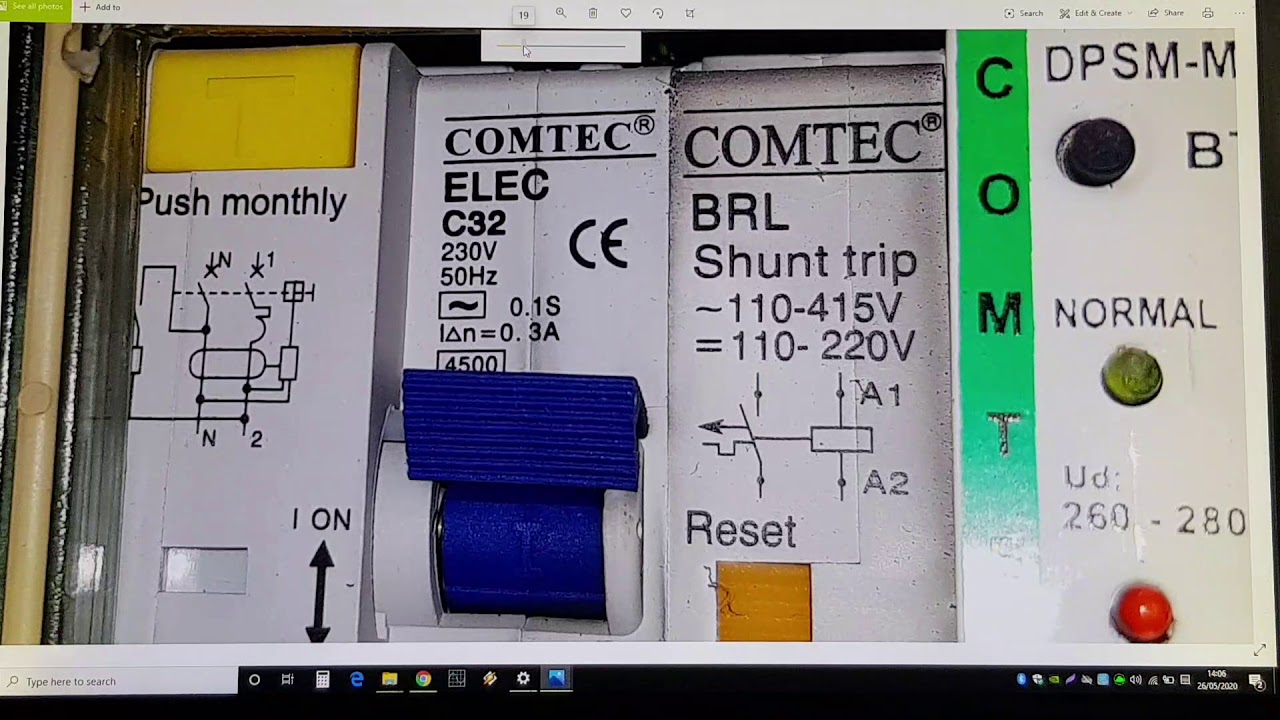 See all photos
Add to
19
Search
Edit & Create
Share
Push monthly
N 1
N 2
I ON
COMTEC®
ELEC
C32
230V
50Hz
CE
~ 0.1S
I∆n=0.3A
4500
COMTEC®
BRL
Shunt trip
~110-415V
=110-220V
A1
A2
Reset
C
O
M
T
DPSM-M
B
NORMAL
Ud:
260 - 280
Type here to search
14:06
26/05/2020
2